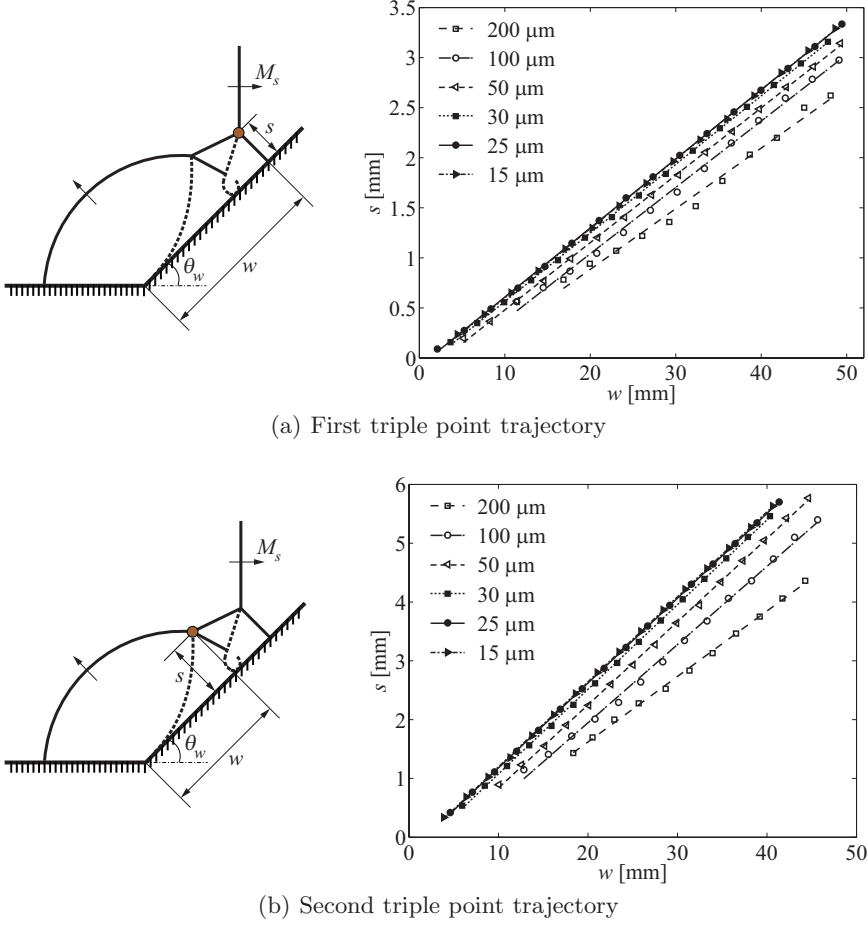 M_s
s
θ_w
w
3.5
3
2.5
2
1.5
1
0.5
0
s [mm]
200 μm
100 μm
50 μm
30 μm
25 μm
15 μm
0 10 20 30 40 50
w [mm]
(a) First triple point trajectory
M_s
s
θ_w
w
6
5
4
3
2
1
0
s [mm]
200 μm
100 μm
50 μm
30 μm
25 μm
15 μm
0 10 20 30 40 50
w [mm]
(b) Second triple point trajectory